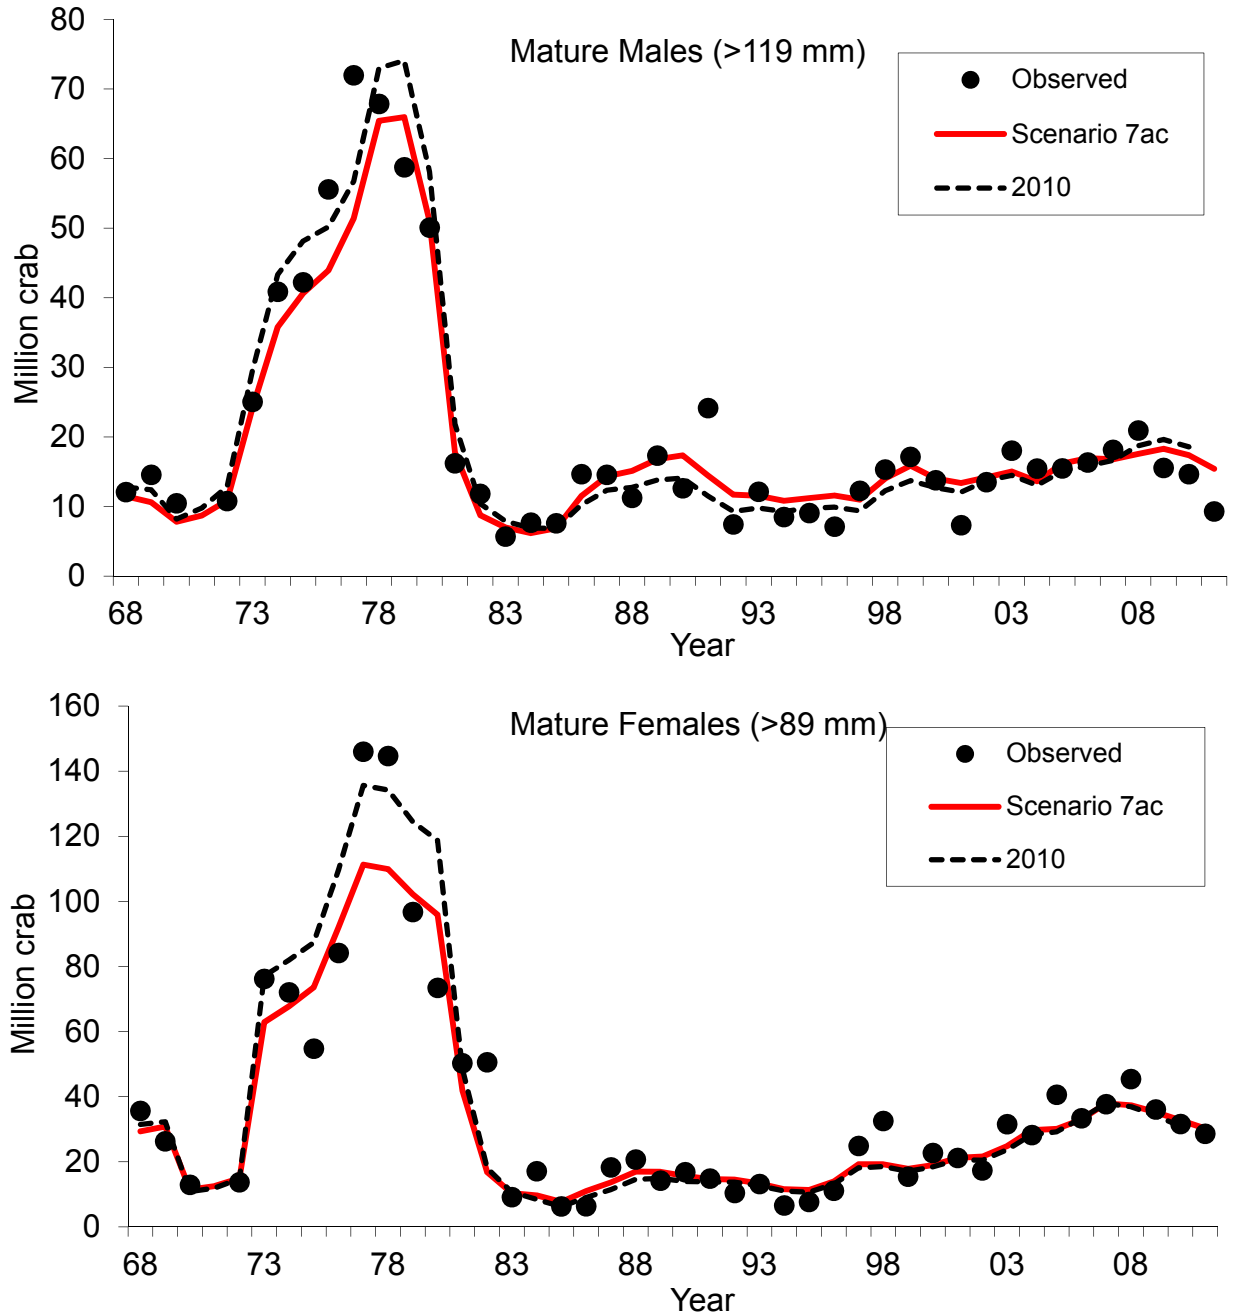 Mature Males (>119 mm)
Observed
Scenario 7ac
2010
80
70
60
50
40
30
20
10
0
Million crab
68 73 78 83 88 93 98 03 08
Year
Mature Females (>89 mm)
Observed
Scenario 7ac
2010
160
140
120
100
80
60
40
20
0
Million crab
68 73 78 83 88 93 98 03 08
Year